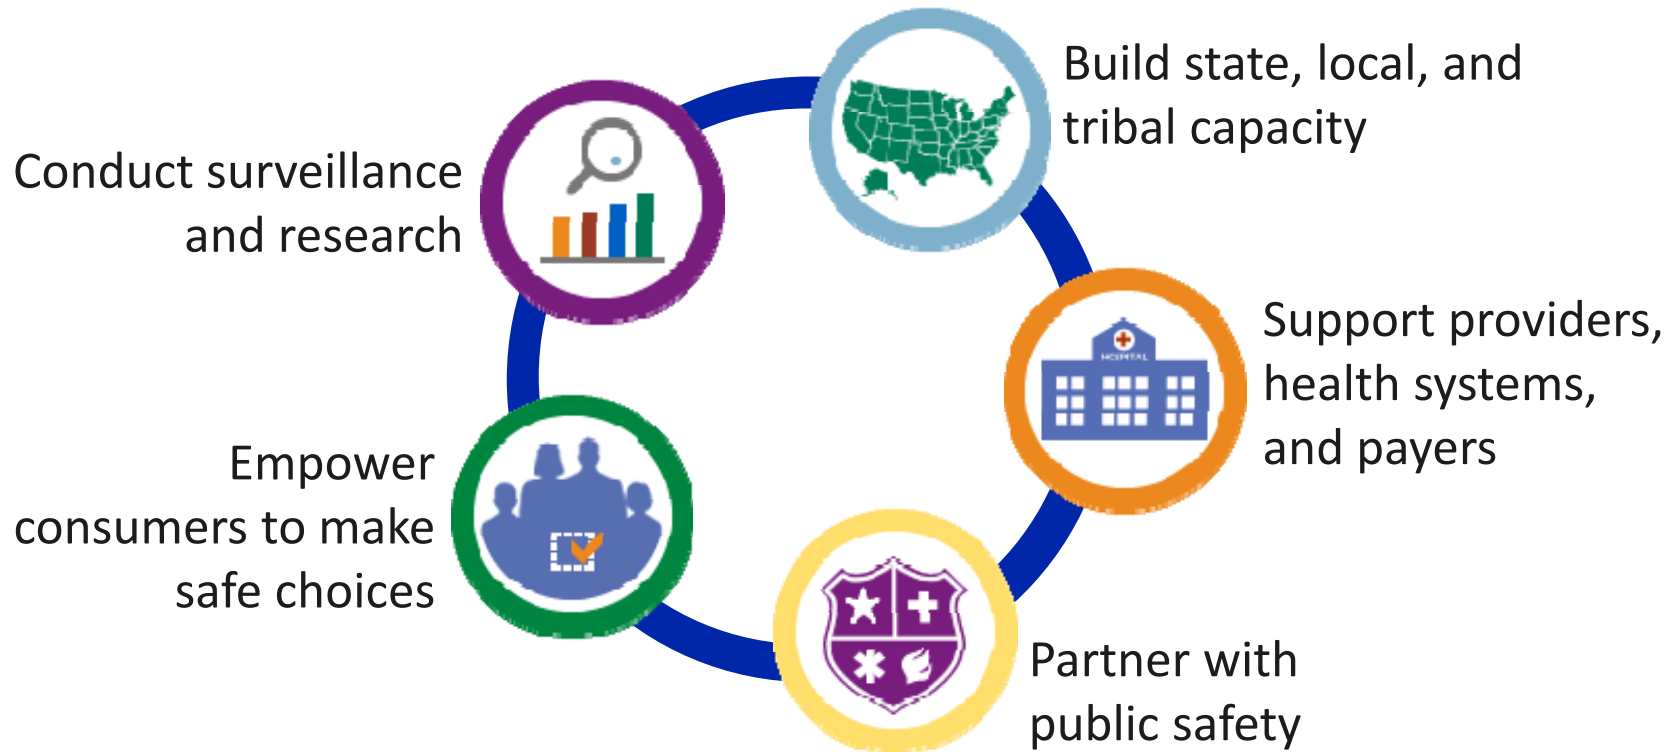 Build state, local, and
tribal capacity
Conduct surveillance
and research
Support providers,
health systems,
and payers
HOSPITAL
Empower
consumers to make
safe choices
Partner with
public safety